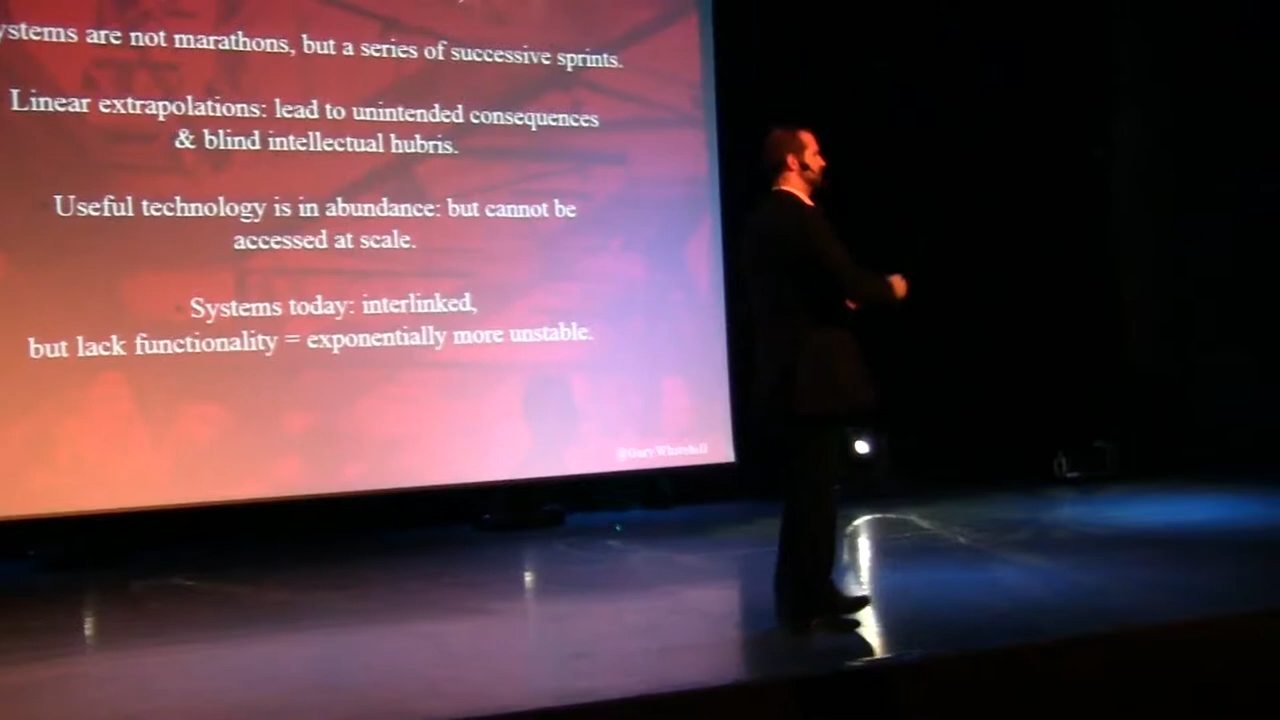 ystems are not marathons, but a series of successive sprints.
Linear extrapolations: lead to unintended consequences
& blind intellectual hubris.
Useful technology is in abundance: but cannot be
accessed at scale.
Systems today: interlinked,
but lack functionality = exponentially more unstable.
@GaryWhitehill